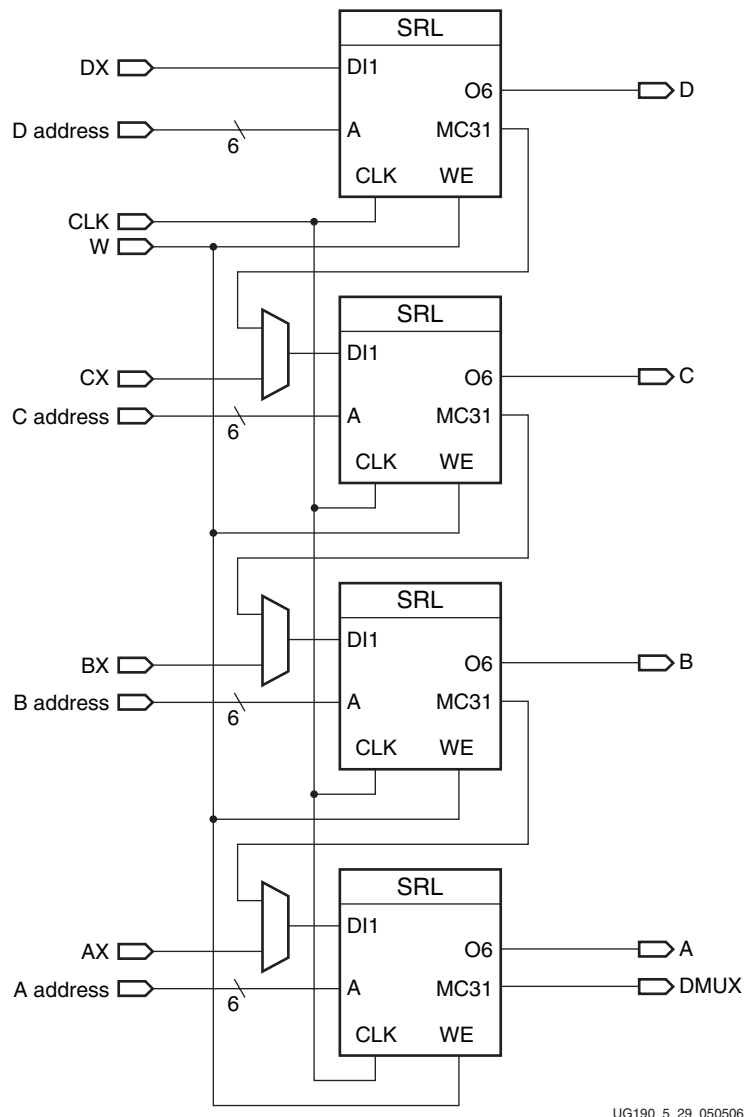 SRL
DX
DI1
O6
D
D address
6
A
MC31
CLK
WE
CLK
W
SRL
DI1
CX
O6
C
C address
6
A
MC31
CLK
WE
SRL
DI1
BX
O6
B
B address
6
A
MC31
CLK
WE
SRL
DI1
AX
O6
A
A address
6
A
MC31
DMUX
CLK
WE
UG190_5_29_050506